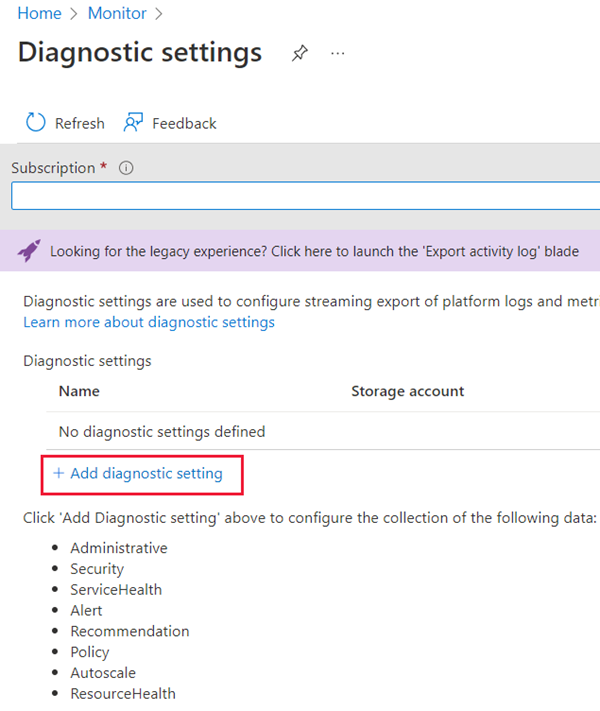 Home > Monitor >
Diagnostic settings ...
Refresh Feedback
Subscription *
Looking for the legacy experience? Click here to launch the 'Export activity log' blade
Diagnostic settings are used to configure streaming export of platform logs and metri
Learn more about diagnostic settings
Diagnostic settings
Name Storage account
No diagnostic settings defined
+ Add diagnostic setting
Click 'Add Diagnostic setting' above to configure the collection of the following data:
• Administrative
• Security
• ServiceHealth
• Alert
• Recommendation
• Policy
• Autoscale
• ResourceHealth